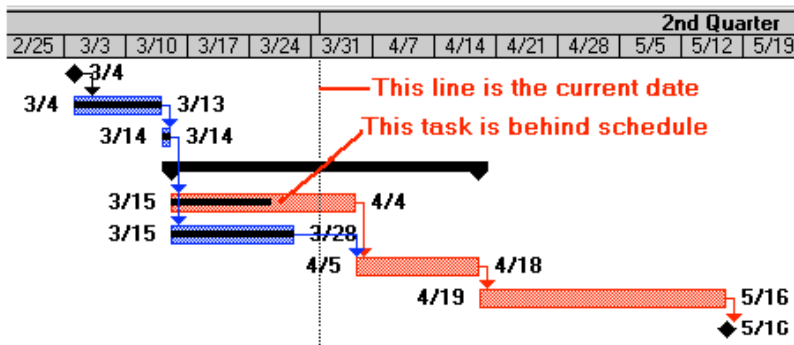 2nd Quarter
2/25 3/3 3/10 3/17 3/24 3/31 4/7 4/14 4/21 4/28 5/5 5/12 5/19
3/4
This line is the current date
3/4 3/13
This task is behind schedule
3/14 3/14
3/15 4/4
3/15 3/28
4/5 4/18
4/19 5/16
5/16